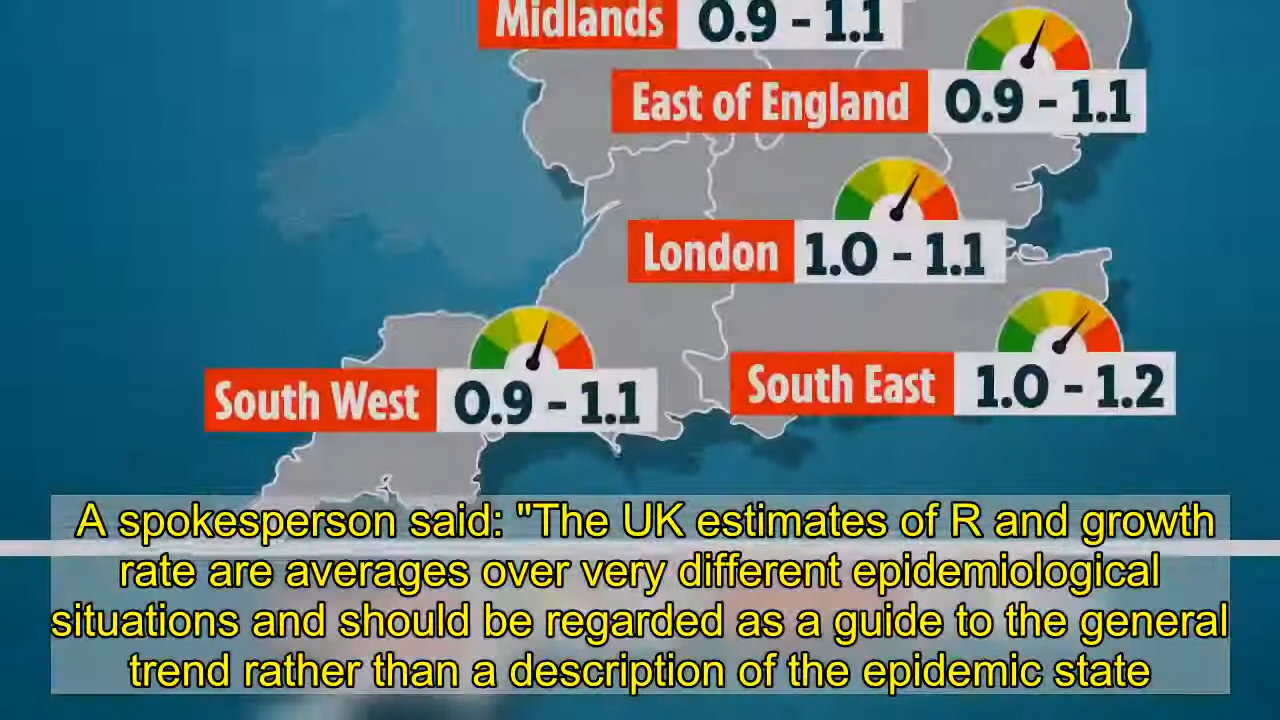 Midlands 0.9 - 1.1
East of England 0.9 - 1.1
London 1.0 - 1.1
South West 0.9 - 1.1
South East 1.0 - 1.2
A spokesperson said: "The UK estimates of R and growth
rate are averages over very different epidemiological
situations and should be regarded as a guide to the general
trend rather than a description of the epidemic state